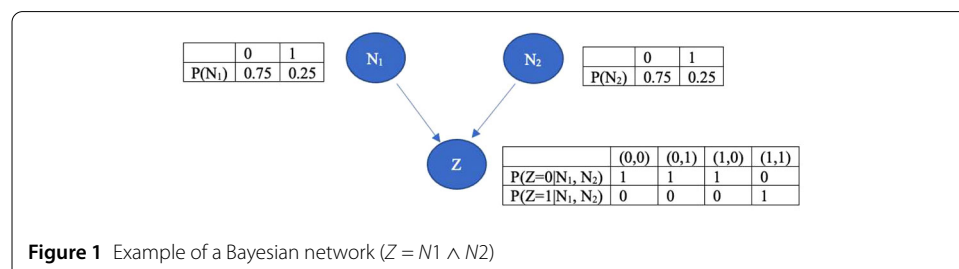 0 1
P(N₁) 0.75 0.25
N₁
N₂
0 1
P(N₂) 0.75 0.25
Z
(0,0) (0,1) (1,0) (1,1)
P(Z=0|N₁, N₂) 1 1 1 0
P(Z=1|N₁, N₂) 0 0 0 1
Figure 1 Example of a Bayesian network (Z = N1 ∧ N2)